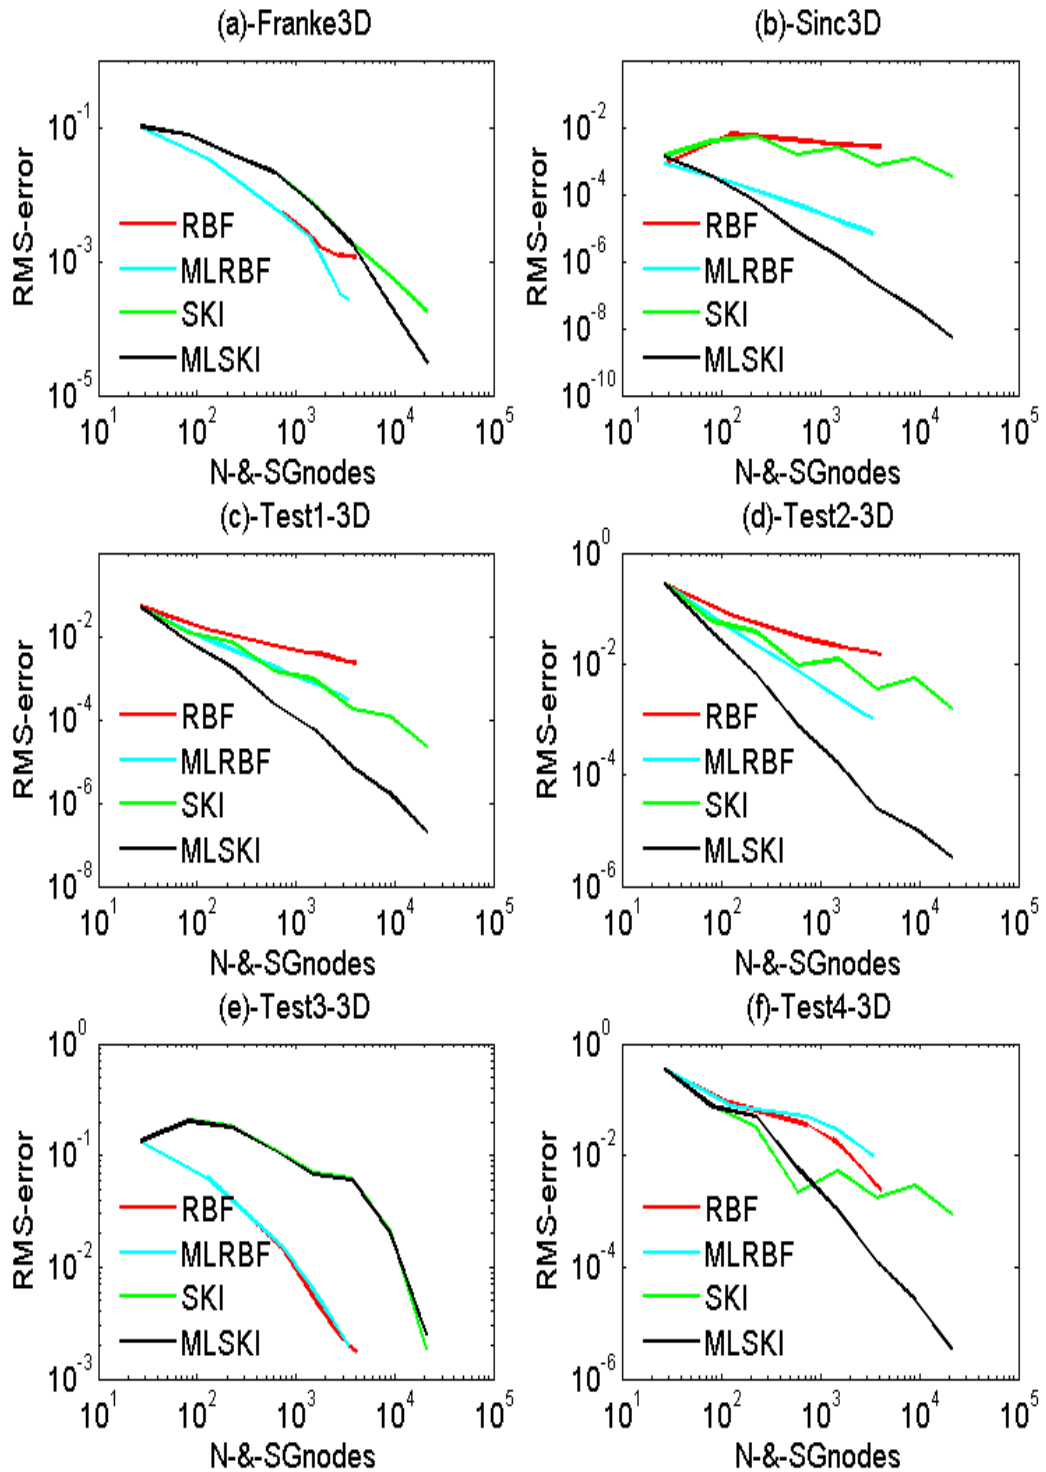 (a)-Franke3D
RMS-error
10^-1
10^-3
10^-5
RBF
MLRBF
SKI
MLSKI
10^1 10^2 10^3 10^4 10^5
N-&-SGnodes
(b)-Sinc3D
RMS-error
10^-2
10^-4
10^-6
10^-8
10^-10
RBF
MLRBF
SKI
MLSKI
10^1 10^2 10^3 10^4 10^5
N-&-SGnodes
(c)-Test1-3D
RMS-error
10^-2
10^-4
10^-6
10^-8
RBF
MLRBF
SKI
MLSKI
10^1 10^2 10^3 10^4 10^5
N-&-SGnodes
(d)-Test2-3D
RMS-error
10^0
10^-2
10^-4
10^-6
RBF
MLRBF
SKI
MLSKI
10^1 10^2 10^3 10^4 10^5
N-&-SGnodes
(e)-Test3-3D
RMS-error
10^0
10^-1
10^-2
10^-3
RBF
MLRBF
SKI
MLSKI
10^1 10^2 10^3 10^4 10^5
N-&-SGnodes
(f)-Test4-3D
RMS-error
10^0
10^-2
10^-4
10^-6
RBF
MLRBF
SKI
MLSKI
10^1 10^2 10^3 10^4 10^5
N-&-SGnodes